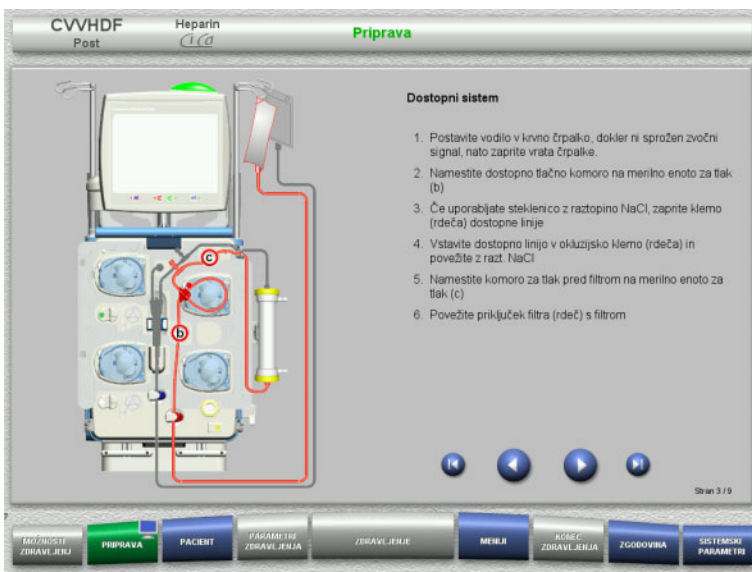 CVVHDF
Post
Heparin
Priprava
Dostopni sistem
1. Postavite vodilo v krvno črpalko, dokler ni sprožen zvočni
signal, nato zaprite vrata črpalke.
2. Namestite dostopno tlačno komoro na merilno enoto za tlak
(b)
3. Če uporabljate steklenico z raztopino NaCl, zaprite klemo
(rdeča) dostopne linije
4. Vstavite dostopno linijo v okluzijsko klemo (rdeča) in
povežite z razt. NaCl
5. Namestite komoro za tlak pred filtrom na merilno enoto za
tlak (c)
6. Povežite priključek filtra (rdeč) s filtrom
c
b
Stran 3 / 9
MOŽNOSTI
ZDRAVLJENJ
PRIPRAVA
PACIENT
PARAMETRI
ZDRAVLJENJA
ZDRAVLJENJE
MENIJI
KONEC
ZDRAVLJENJA
ZGODOVINA
SISTEMSKI
PARAMETRI